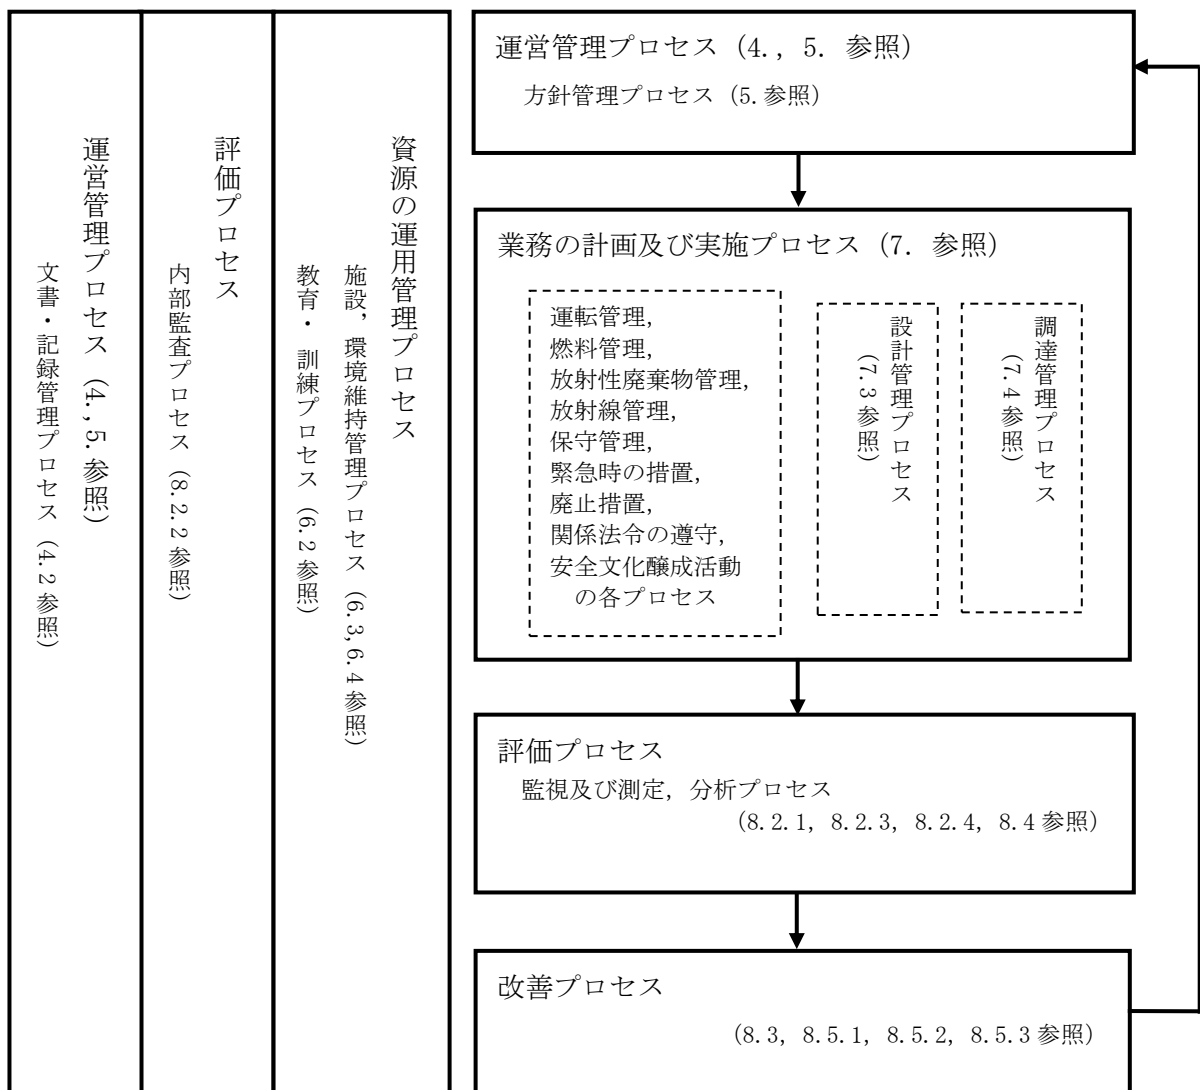 運営管理プロセス（4.,5.参照）
文書・記録管理プロセス（4.2参照）
評価プロセス
内部監査プロセス（8.2.2参照）
資源の運用管理プロセス
施設，環境維持管理プロセス（6.3,6.4参照）
教育・訓練プロセス（6.2参照）
運営管理プロセス（4., 5. 参照）
方針管理プロセス（5.参照）
業務の計画及び実施プロセス（7. 参照）
運転管理，
燃料管理，
放射性廃棄物管理，
放射線管理，
保守管理，
緊急時の措置，
廃止措置，
関係法令の遵守，
安全文化醸成活動
の各プロセス
設計管理プロセス
（7.3参照）
調達管理プロセス
（7.4参照）
評価プロセス
監視及び測定，分析プロセス
（8.2.1, 8.2.3, 8.2.4, 8.4参照）
改善プロセス
（8.3, 8.5.1, 8.5.2, 8.5.3参照）